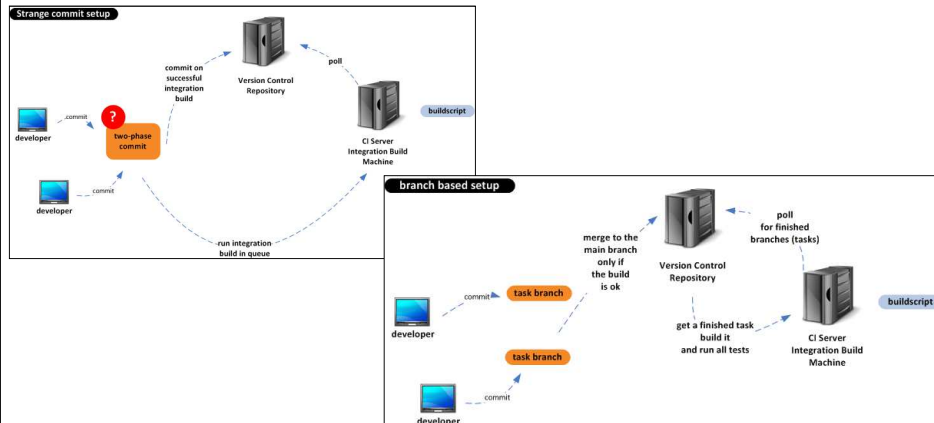 Strange commit setup
commit on
successful
integration
build
Version Control
Repository
poll
commit
developer
?
two-phase
commit
buildscript
CI Server
Integration Build
Machine
commit
developer
run integration
build in queue
branch based setup
merge to the
main branch
only if
the build
is ok
Version Control
Repository
poll
for finished
branches (tasks)
commit
task branch
developer
buildscript
get a finished task
build it
and run all tests
CI Server
Integration Build
Machine
task branch
commit
developer